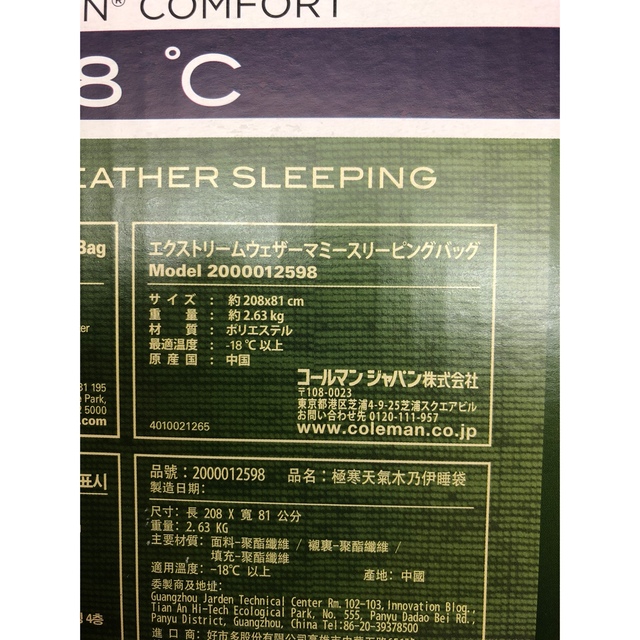 N® COMFORT
8 ℃
EATHER SLEEPING
Bag
エクストリームウェザーマミースリーピングバッグ
Model 2000012598
サイズ : 約 208x81 cm
重量 : 約 2.63 kg
材質 : ポリエステル
最適温度 : -18℃以上
原産国 : 中国
コールマン ジャパン株式会社
〒108-0023
東京都港区芝浦4-9-25芝浦スクエアビル
お問い合わせ先 0120-111-957
www.coleman.co.jp
4010021265
81 195
Park,
2 5000
m.com
品號：2000012598 品名：極寒天氣木乃伊睡袋
製造日期:
尺寸: 長 208 X 寬 81 公分
重量: 2.63 KG
主要材質: 面料-聚酯纖維 / 襯裏-聚酯纖維 /
填充-聚酯纖維
適用溫度: -18℃ 以上 產地: 中國
委製商及地址:
Guangzhou Jarden Technical Center Rm. 102-103, Innovation Bldg.,
Tian An Hi-Tech Ecological Park, No. 555, Panyu Dadao Bei Rd.,
Panyu District, Guangzhou, China Tel:86-20-39378500
表시
4층